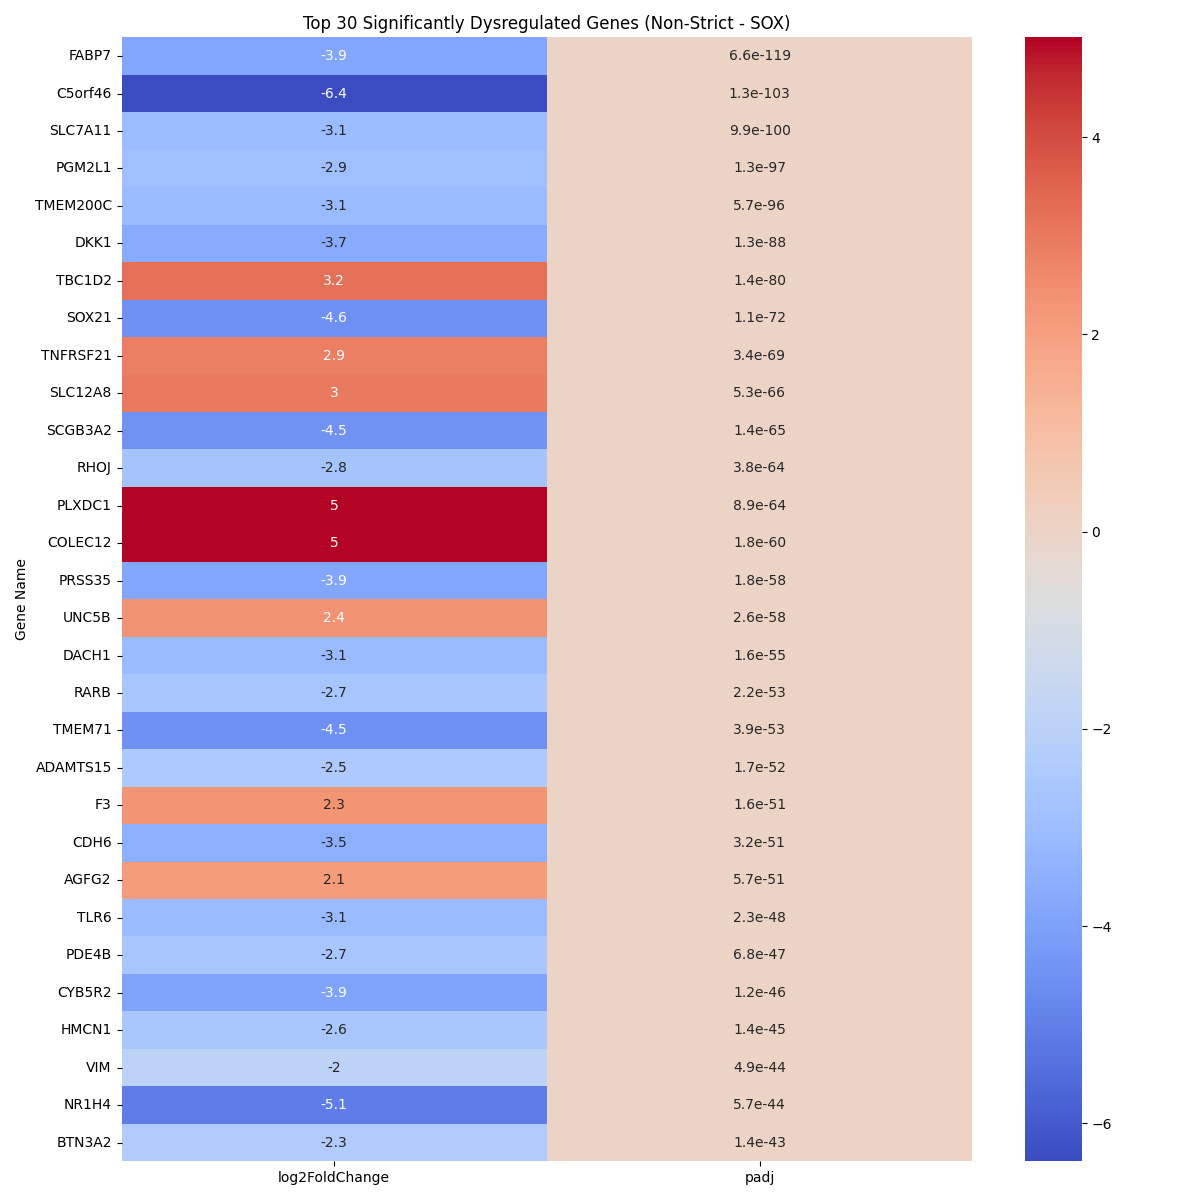 Top 30 Significantly Dysregulated Genes (Non-Strict - SOX)
Gene Name
FABP7 -3.9 6.6e-119
C5orf46 -6.4 1.3e-103
SLC7A11 -3.1 9.9e-100
PGM2L1 -2.9 1.3e-97
TMEM200C -3.1 5.7e-96
DKK1 -3.7 1.3e-88
TBC1D2 3.2 1.4e-80
SOX21 -4.6 1.1e-72
TNFRSF21 2.9 3.4e-69
SLC12A8 3 5.3e-66
SCGB3A2 -4.5 1.4e-65
RHOJ -2.8 3.8e-64
PLXDC1 5 8.9e-64
COLEC12 5 1.8e-60
PRSS35 -3.9 1.8e-58
UNC5B 2.4 2.6e-58
DACH1 -3.1 1.6e-55
RARB -2.7 2.2e-53
TMEM71 -4.5 3.9e-53
ADAMTS15 -2.5 1.7e-52
F3 2.3 1.6e-51
CDH6 -3.5 3.2e-51
AGFG2 2.1 5.7e-51
TLR6 -3.1 2.3e-48
PDE4B -2.7 6.8e-47
CYB5R2 -3.9 1.2e-46
HMCN1 -2.6 1.4e-45
VIM -2 4.9e-44
NR1H4 -5.1 5.7e-44
BTN3A2 -2.3 1.4e-43
log2FoldChange padj
4
2
0
−2
−4
−6